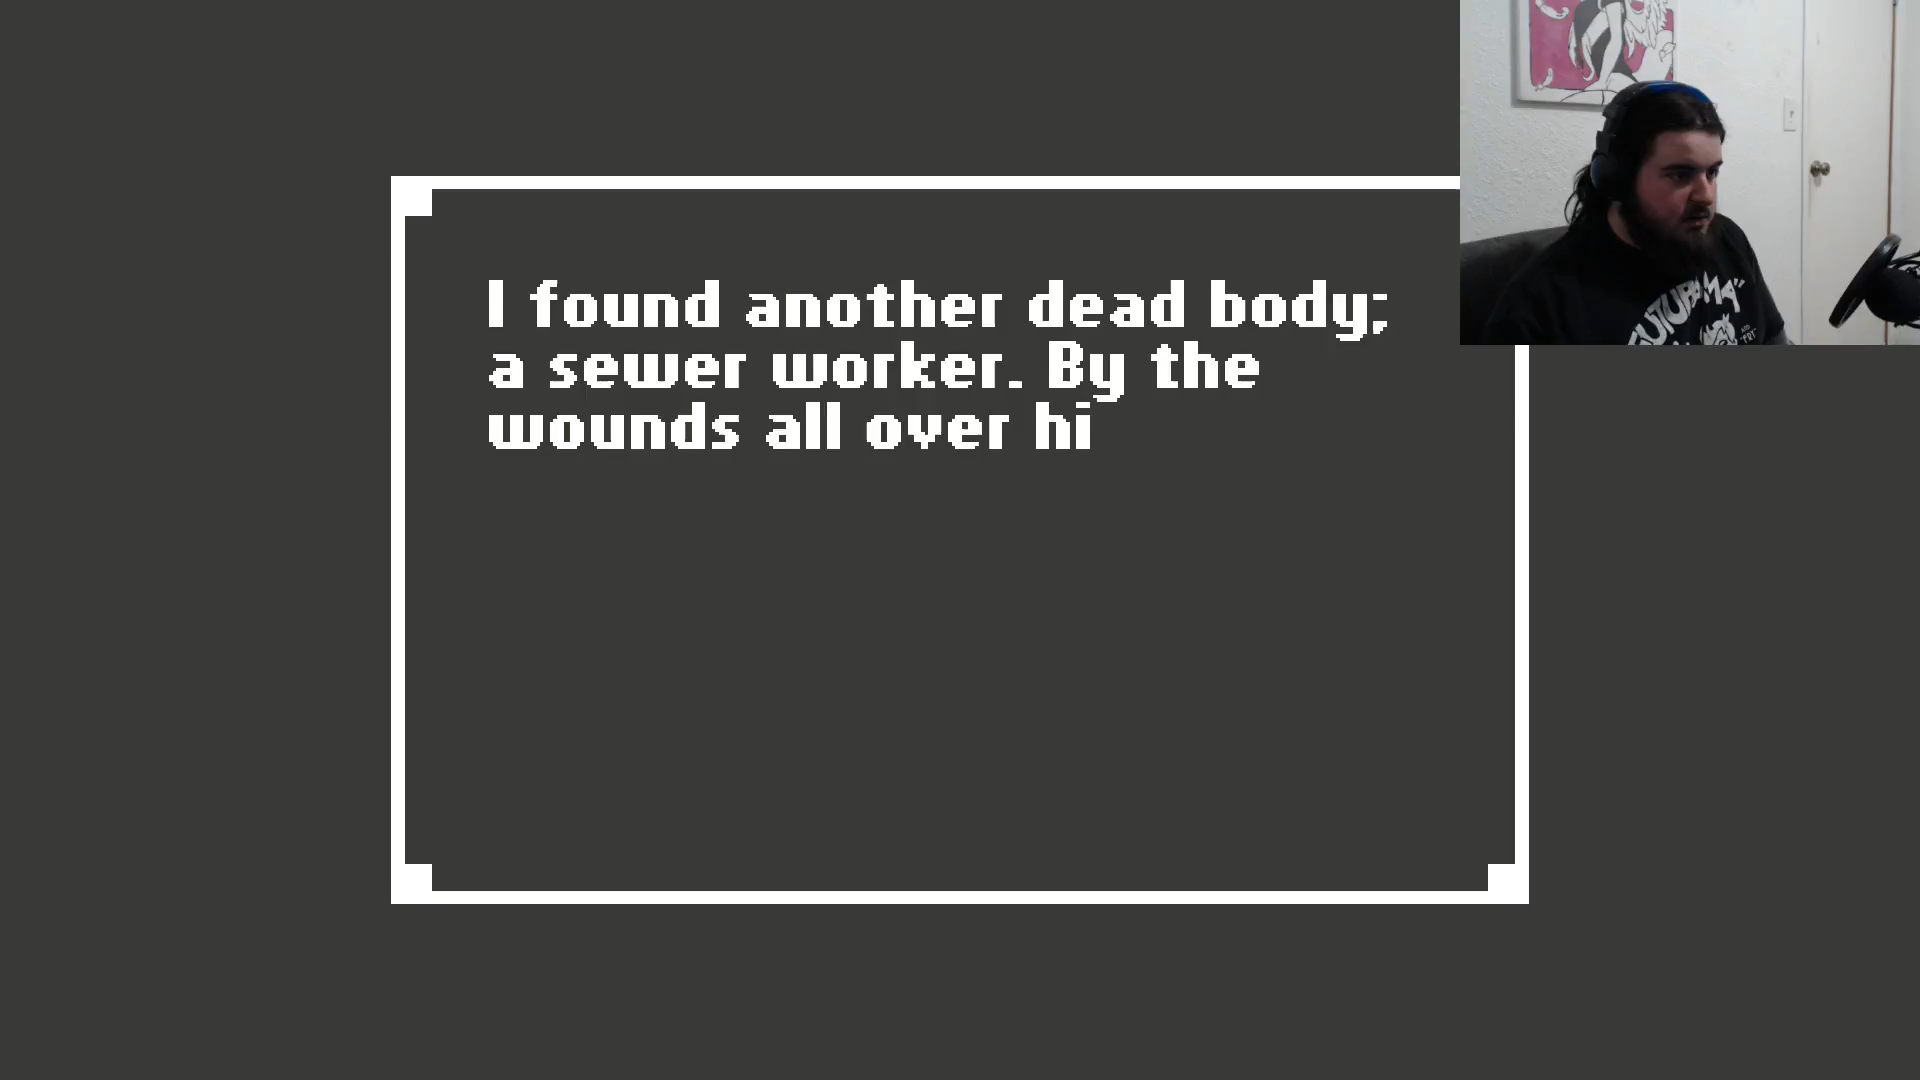 I found another dead body;
a sewer worker. By the
wounds all over hi